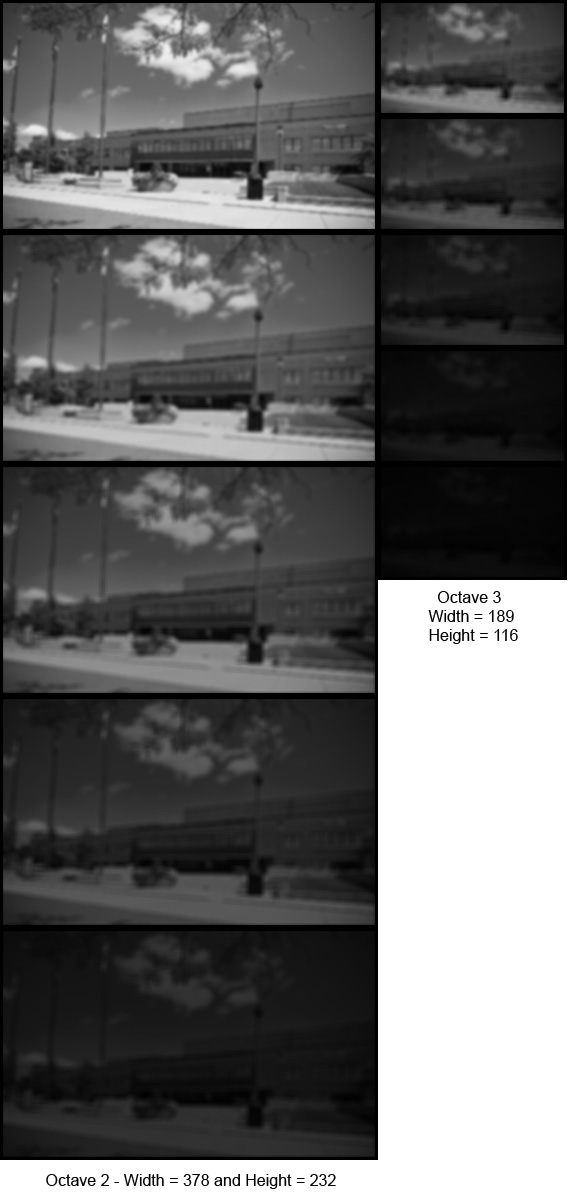 Octave 3
Width = 189
Height = 116
Octave 2 - Width = 378 and Height = 232